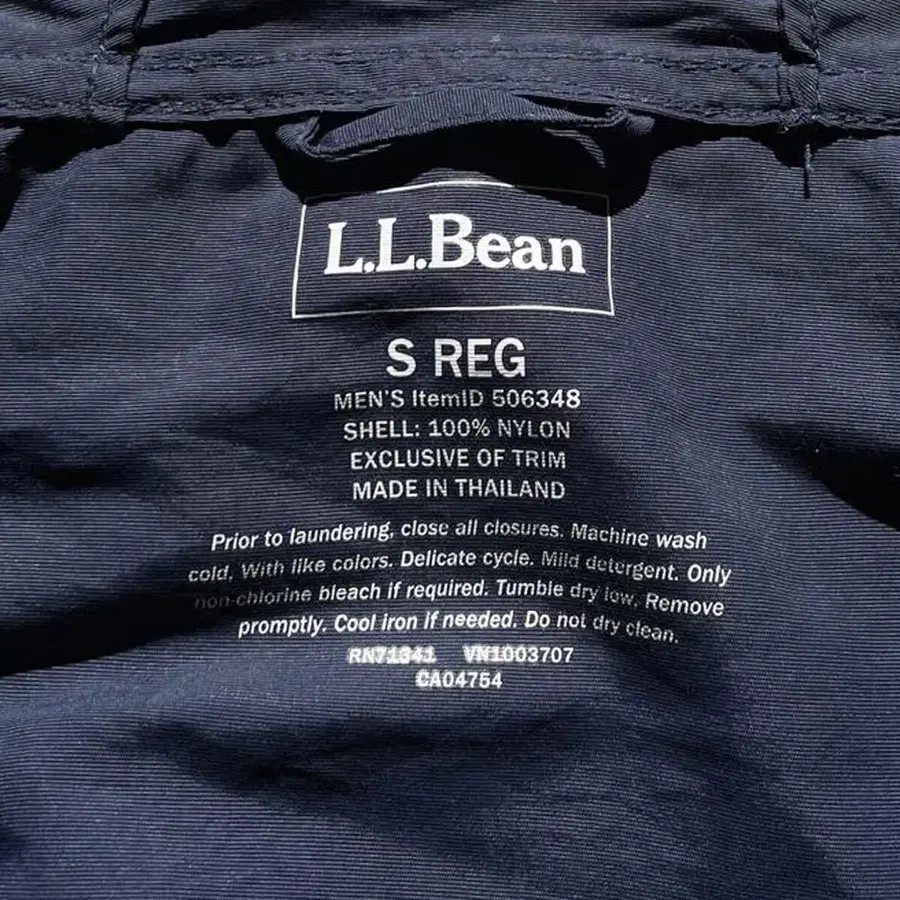 L.L.Bean
S REG
MEN'S ItemID 506348
SHELL: 100% NYLON
EXCLUSIVE OF TRIM
MADE IN THAILAND
Prior to laundering, close all closures. Machine wash
cold. With like colors. Delicate cycle. Mild detergent. Only
non-chlorine bleach if required. Tumble dry low. Remove
promptly. Cool iron if needed. Do not dry clean.
RN71341 VN1003707
CA04754